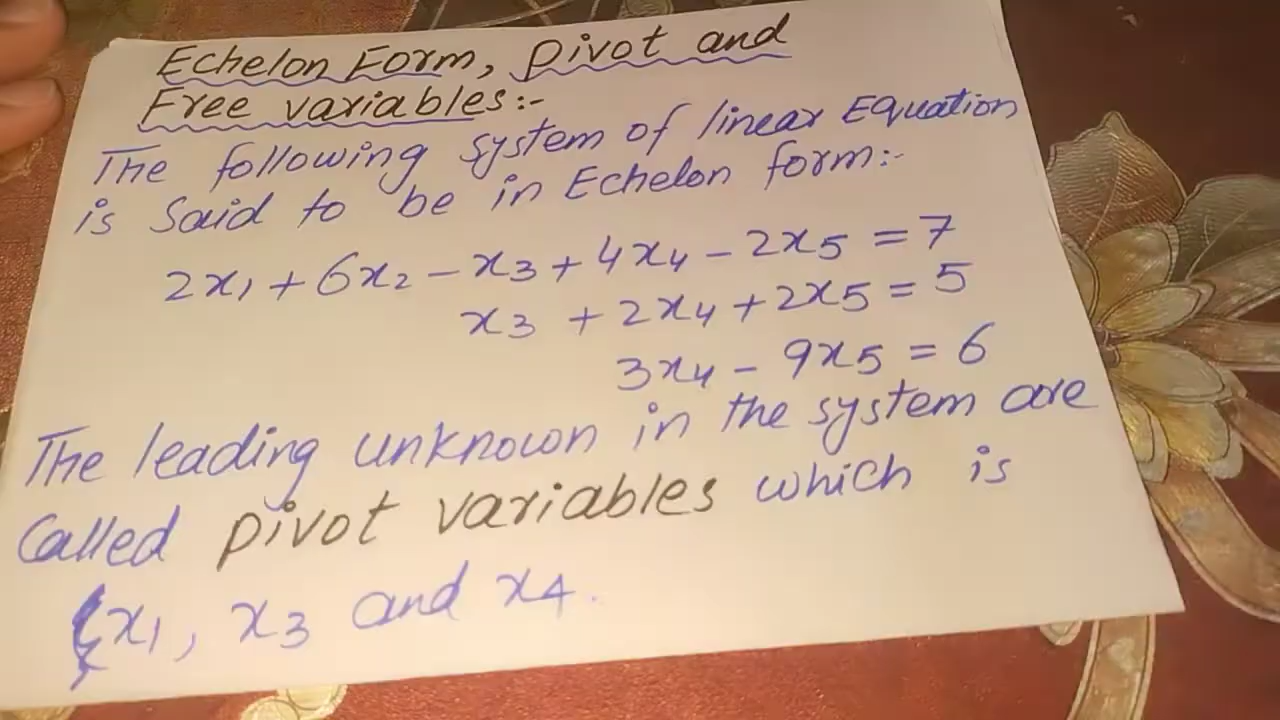 Echelon Form, pivot and
Free variables:-
The following system of linear Equation
is Said to be in Echelon form:-
2x₁ + 6x₂ - x₃ + 4x₄ - 2x₅ = 7
x₃ + 2x₄ + 2x₅ = 5
3x₄ - 9x₅ = 6
The leading unknown in the system are
Called pivot variables which is
{x₁, x₃ and x₄.